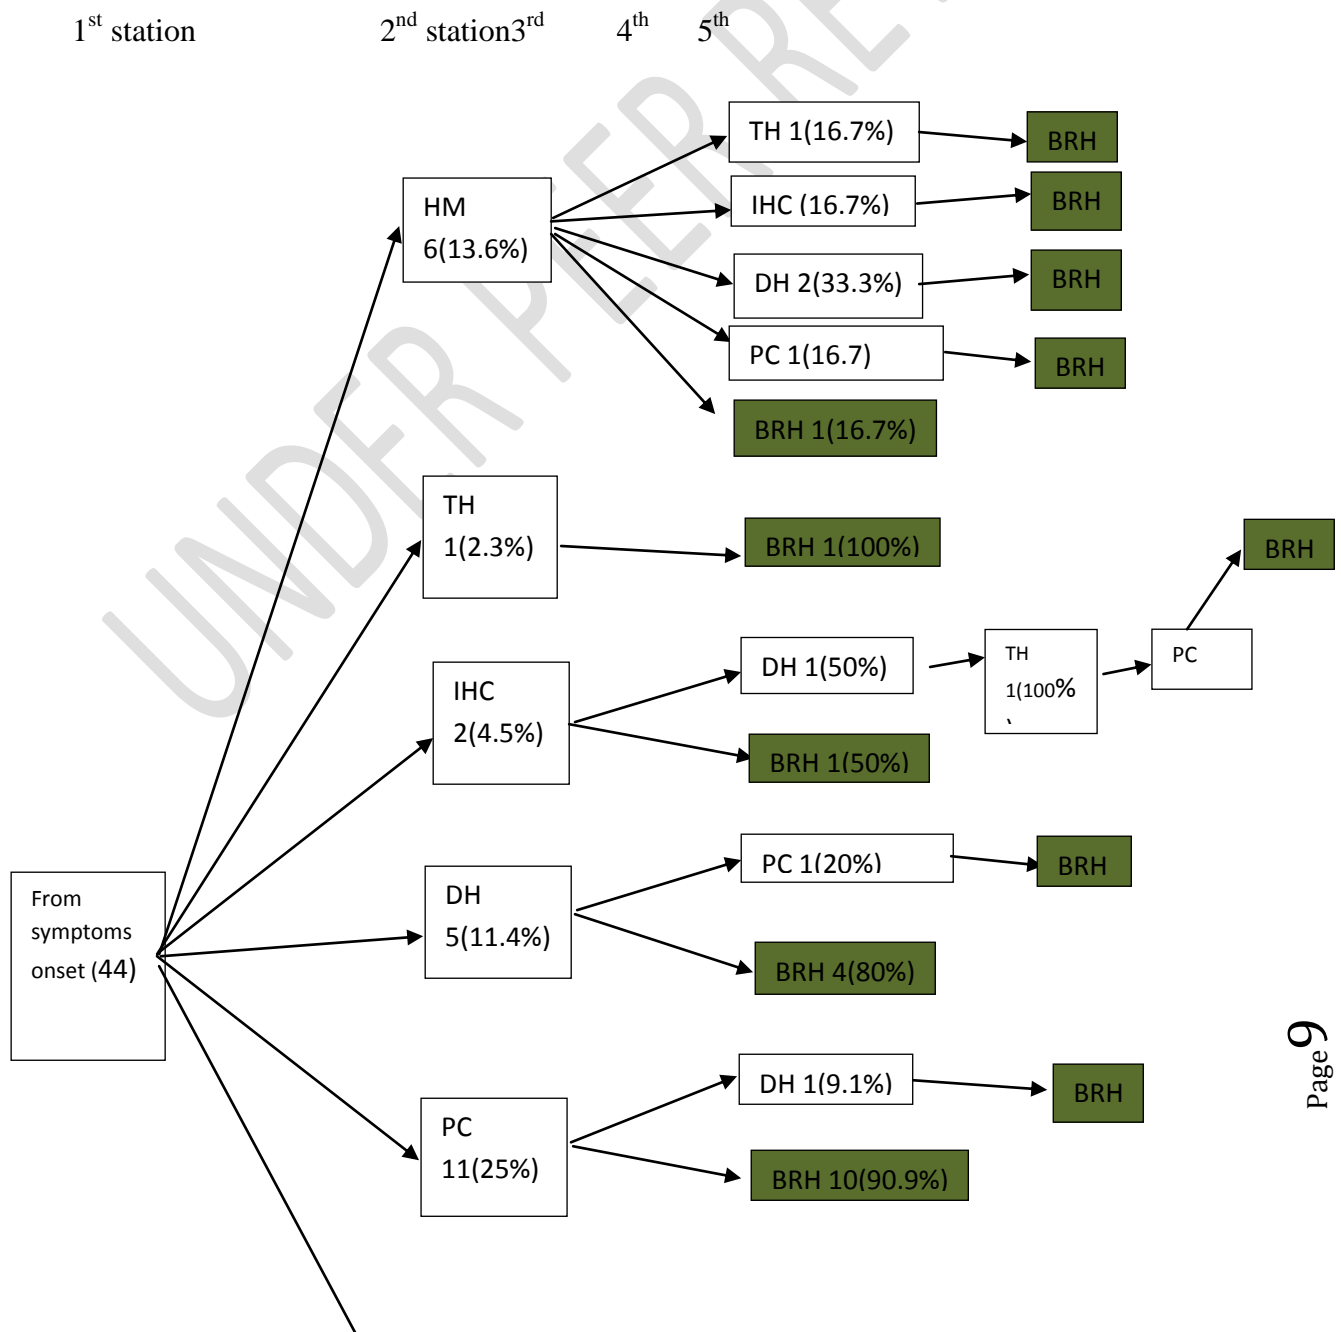 1st station 2nd station3rd 4th 5th
UNDER PEER RE
TH 1(16.7%)
BRH
HM
6(13.6%)
IHC (16.7%)
BRH
DH 2(33.3%)
BRH
PC 1(16.7)
BRH
BRH 1(16.7%)
TH
1(2.3%)
BRH 1(100%)
BRH
IHC
2(4.5%)
DH 1(50%)
TH
1(100%
)
PC
BRH 1(50%)
From
symptoms
onset (44)
DH
5(11.4%)
PC 1(20%)
BRH
BRH 4(80%)
PC
11(25%)
DH 1(9.1%)
BRH
BRH 10(90.9%)
Page 9